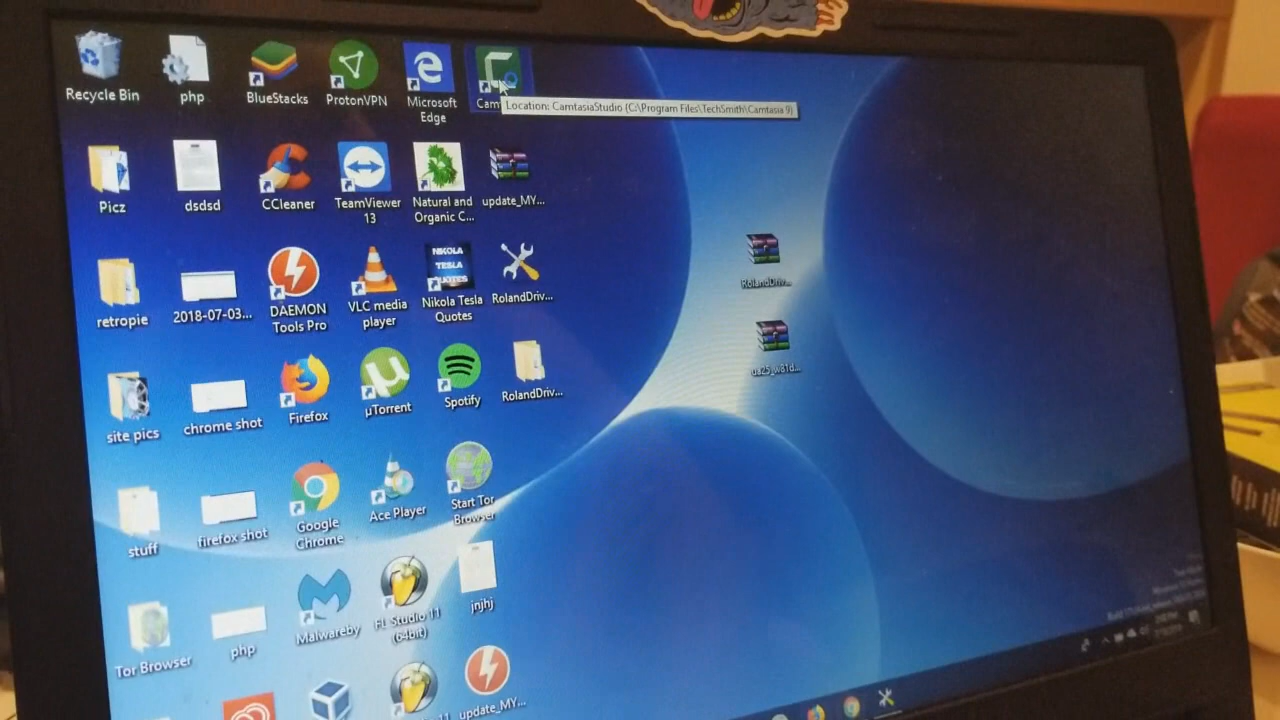 Recycle Bin
php
BlueStacks
ProtonVPN
Microsoft
Edge
Location: CamtasiaStudio (C:\Program Files\TechSmith\Camtasia 9)
Picz
dsdsd
CCleaner
TeamViewer
13
Natural and
Organic C...
update_MY...
retropie
2018-07-03...
DAEMON
Tools Pro
VLC media
player
NIKOLA
TESLA
QUOTES
Nikola Tesla
Quotes
RolandDriv...
RolandDriv...
site pics
chrome shot
Firefox
µTorrent
Spotify
RolandDriv...
stuff
firefox shot
Google
Chrome
Ace Player
Start Tor
Browser
Tor Browser
php
Malwareby
FL Studio 11
(64bit)
jnjhj
update_MY...